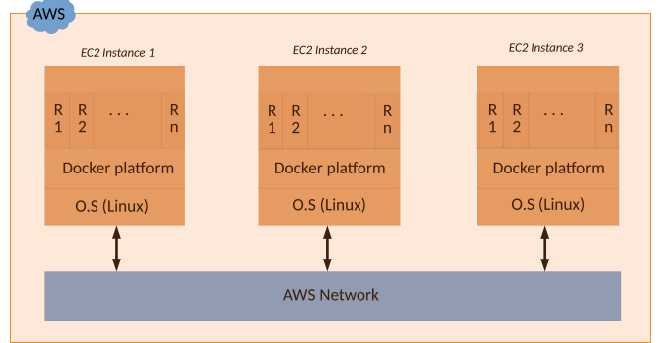 AWS
EC2 Instance 1
EC2 Instance 2
EC2 Instance 3
R R ... R
1 2 n
R R ... R
1 2 n
R R ... R
1 2 n
Docker platform
Docker platform
Docker platform
O.S (Linux)
O.S (Linux)
O.S (Linux)
AWS Network